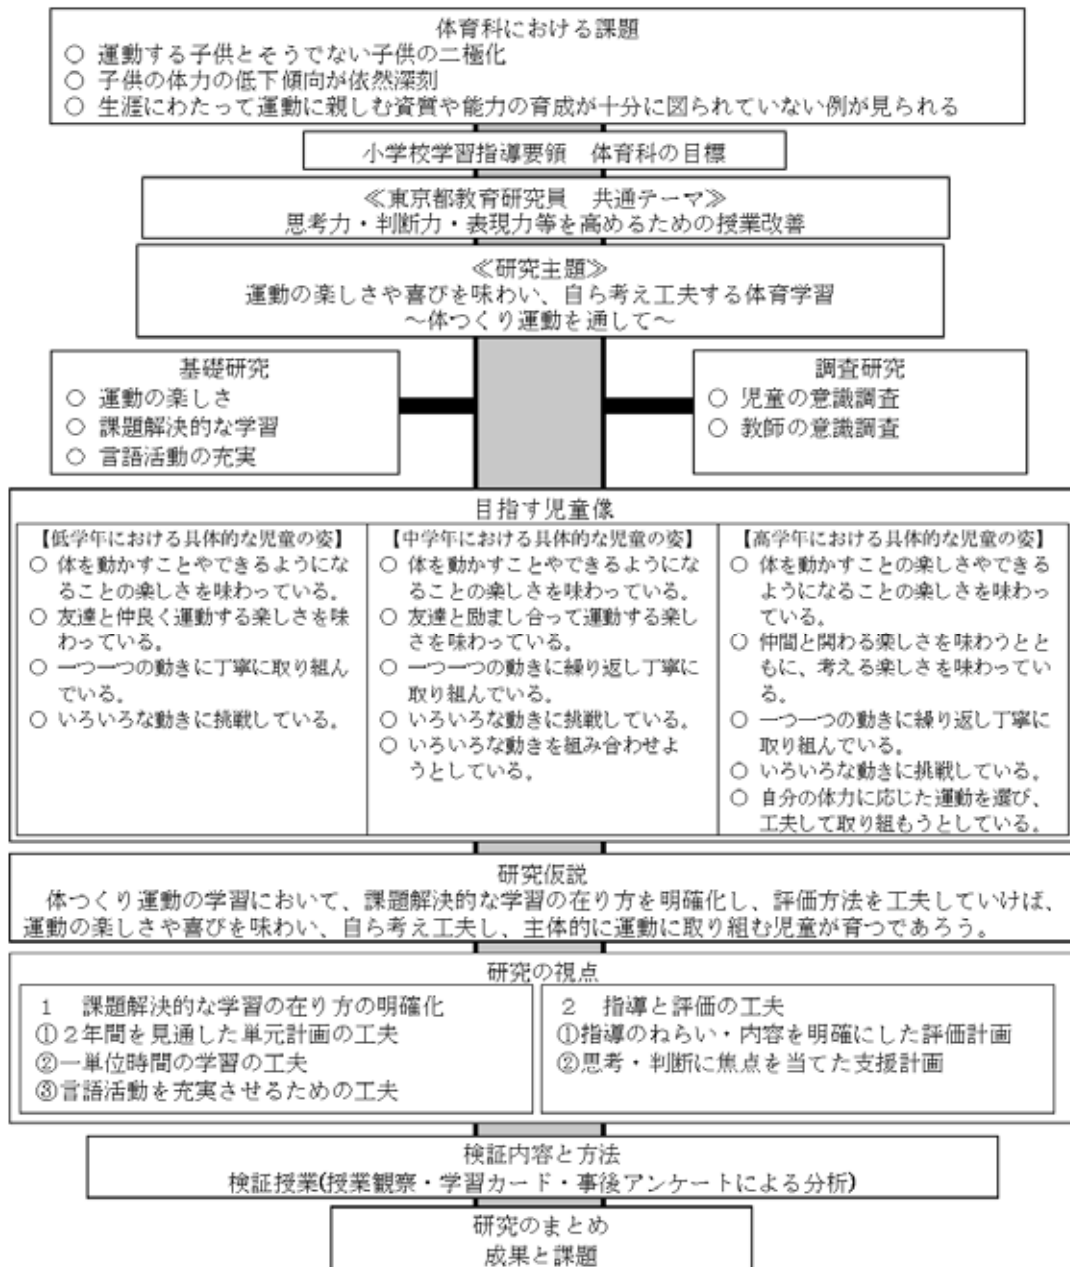 体育科における課題
○ 運動する子供とそうでない子供の二極化
○ 子供の体力の低下傾向が依然深刻
○ 生涯にわたって運動に親しむ資質や能力の育成が十分に図られていない例が見られる
小学校学習指導要領　体育科の目標
≪東京都教育研究員　共通テーマ≫
思考力・判断力・表現力等を高めるための授業改善
≪研究主題≫
運動の楽しさや喜びを味わい、自ら考え工夫する体育学習
～体つくり運動を通して～
基礎研究
○ 運動の楽しさ
○ 課題解決的な学習
○ 言語活動の充実
調査研究
○ 児童の意識調査
○ 教師の意識調査
目指す児童像
【低学年における具体的な児童の姿】
○ 体を動かすことやできるようにな
ることの楽しさを味わっている。
○ 友達と仲良く運動する楽しさを味
わっている。
○ 一つ一つの動きに丁寧に取り組ん
でいる。
○ いろいろな動きに挑戦している。
【中学年における具体的な児童の姿】
○ 体を動かすことやできるようにな
ることの楽しさを味わっている。
○ 友達と励まし合って運動する楽し
さを味わっている。
○ 一つ一つの動きに繰り返し丁寧に
取り組んでいる。
○ いろいろな動きに挑戦している。
○ いろいろな動きを組み合わせよ
うとしている。
【高学年における具体的な児童の姿】
○ 体を動かすことの楽しさやできる
ようになることの楽しさを味わっ
ている。
○ 仲間と関わる楽しさを味わうとと
もに、考える楽しさを味わってい
る。
○ 一つ一つの動きに繰り返し丁寧に
取り組んでいる。
○ いろいろな動きに挑戦している。
○ 自分の体力に応じた運動を選び、
工夫して取り組もうとしている。
研究仮説
体つくり運動の学習において、課題解決的な学習の在り方を明確化し、評価方法を工夫していけば、
運動の楽しさや喜びを味わい、自ら考え工夫し、主体的に運動に取り組む児童が育つであろう。
研究の視点
1　課題解決的な学習の在り方の明確化
①２年間を見通した単元計画の工夫
②一単位時間の学習の工夫
③言語活動を充実させるための工夫
2　指導と評価の工夫
①指導のねらい・内容を明確にした評価計画
②思考・判断に焦点を当てた支援計画
検証内容と方法
検証授業(授業観察・学習カード・事後アンケートによる分析)
研究のまとめ
成果と課題